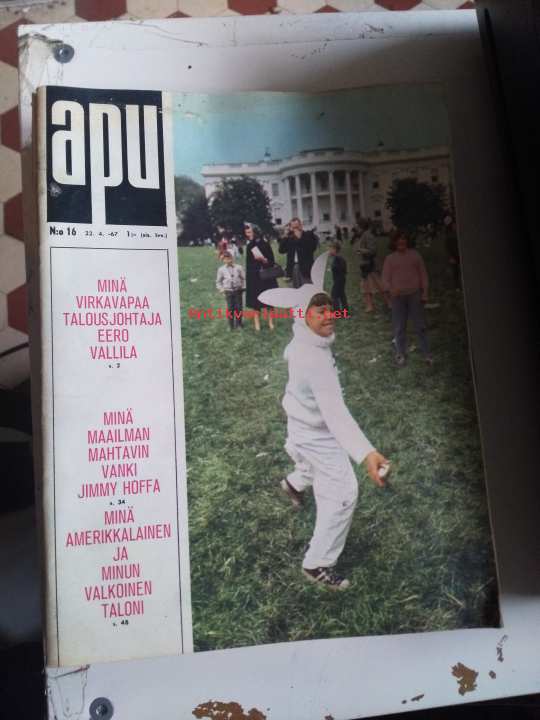 apu
N:o 16 22. 4. -67 1:- (sis. lvv.)
MINÄ
VIRKAVAPAA
TALOUSJOHTAJA
EERO
VALLILA
s. 2
MINÄ
MAAILMAN
MAHTAVIN
VANKI
JIMMY HOFFA
s. 34
MINÄ
AMERIKKALAINEN
JA
MINUN
VALKOINEN
TALONI
s. 48
Antikvariaatti.net